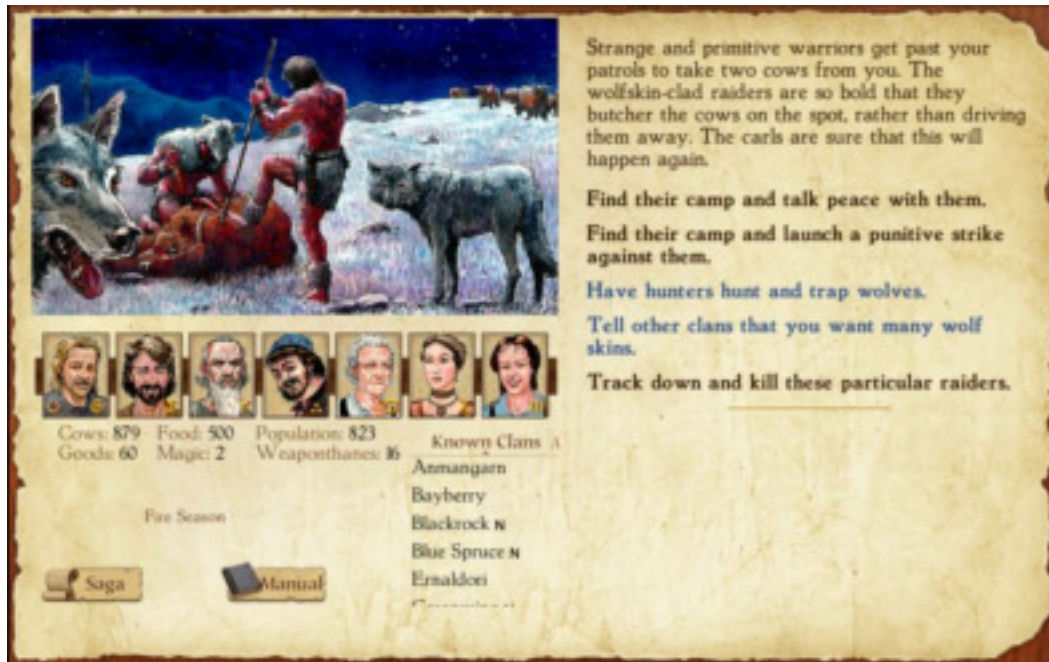 Strange and primitive warriors get past your
patrols to take two cows from you. The
wolfskin-clad raiders are so bold that they
butcher the cows on the spot, rather than driving
them away. The carls are sure that this will
happen again.
Find their camp and talk peace with them.
Find their camp and launch a punitive strike
against them.
Have hunters hunt and trap wolves.
Tell other clans that you want many wolf
skins.
Track down and kill these particular raiders.
Cows: 879 Food: 500 Population: 823
Goods: 60 Magic: 2 Weaponthanes: 16
Fire Season
Known Clans
Anmangarn
Bayberry
Blackrock N
Blue Spruce N
Ernaldori
Saga
Manual